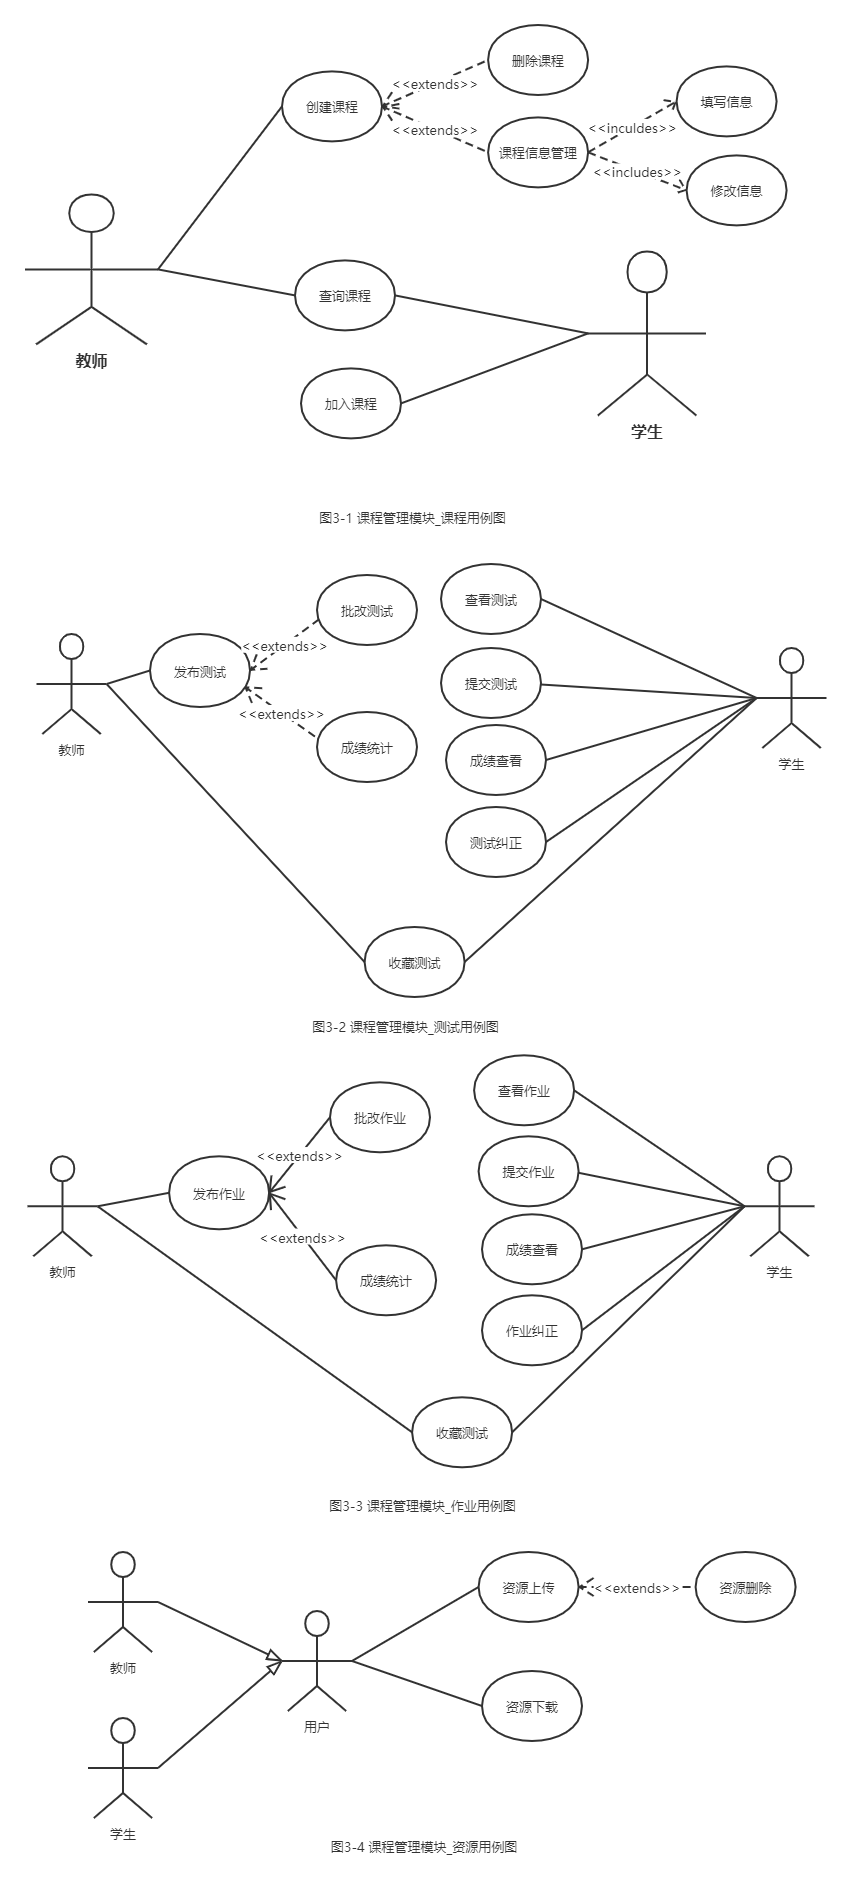 删除课程
<<extends>>
创建课程
填写信息
<<extends>>
<<inculdes>>
课程信息管理
<<includes>>
修改信息
查询课程
教师
加入课程
学生
图3-1 课程管理模块_课程用例图
查看测试
批改测试
<<extends>>
发布测试
提交测试
<<extends>>
教师
成绩统计
成绩查看
学生
测试纠正
收藏测试
图3-2 课程管理模块_测试用例图
查看作业
批改作业
<<extends>>
提交作业
发布作业
<<extends>>
成绩查看
教师
学生
成绩统计
作业纠正
收藏测试
图3-3 课程管理模块_作业用例图
资源上传
<<extends>>
资源删除
教师
用户
资源下载
学生
图3-4 课程管理模块_资源用例图